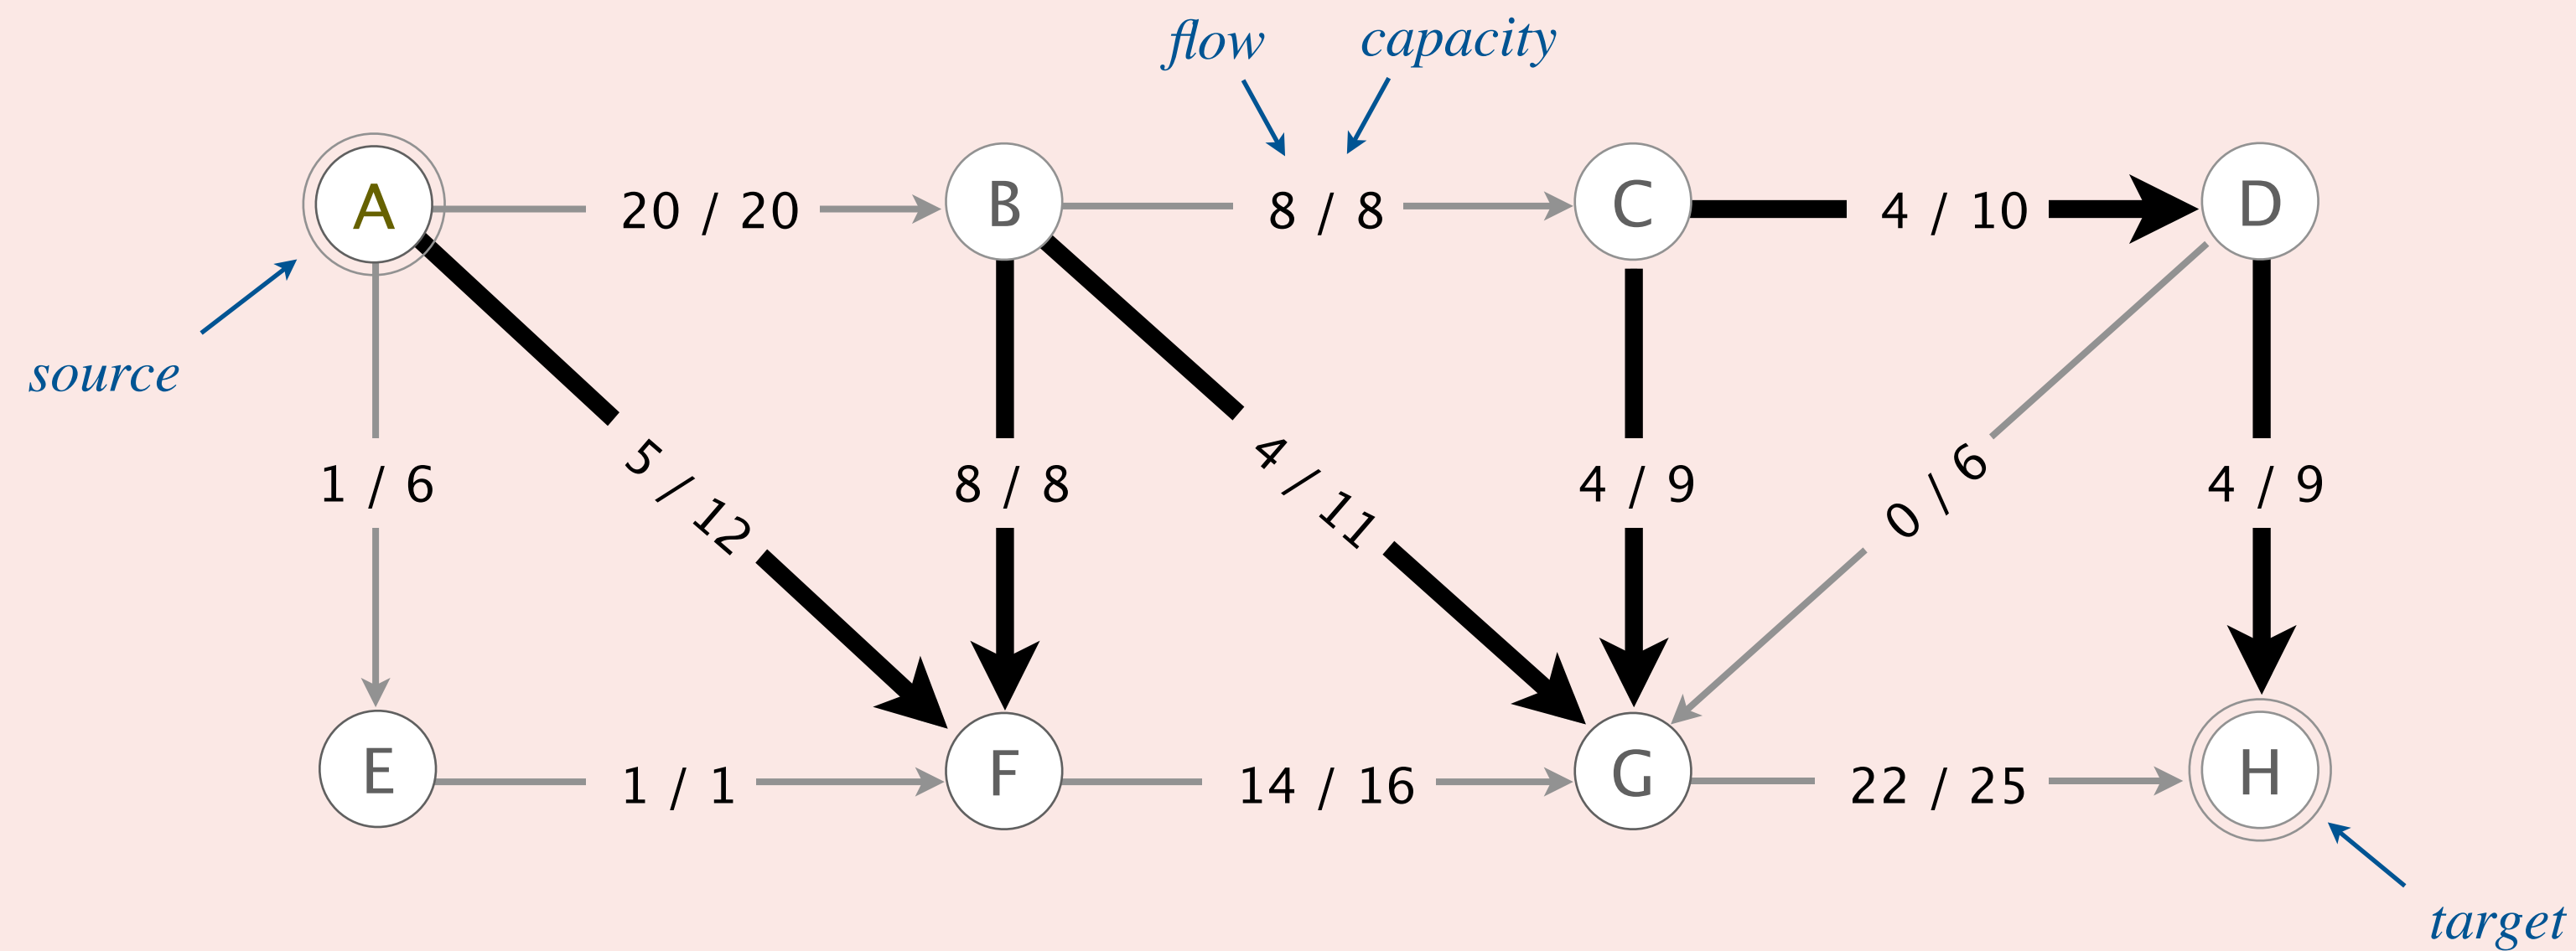 flow
capacity
A
20 / 20
B
8 / 8
C
4 / 10
D
source
1 / 6
5 / 12
8 / 8
4 / 11
4 / 9
0 / 6
4 / 9
E
1 / 1
F
14 / 16
G
22 / 25
H
target